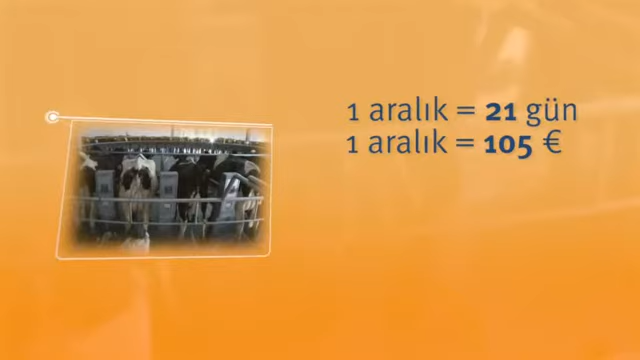 1 aralık = 21 gün
1 aralık = 105 €